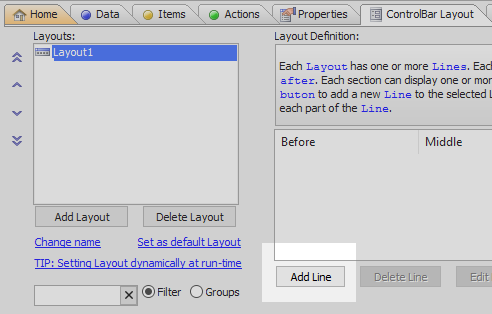 Home Data Items Actions Properties ControlBar Layout
Layouts:
Layout1
Add Layout Delete Layout
Change name Set as default Layout
TIP: Setting Layout dynamically at run-time
Filter Groups
Layout Definition:
Each Layout has one or more Lines. Eac
after. Each section can display one or mor
buton to add a new Line to the selected L
each part of the Line.
Before Middle
Add Line Delete Line Edit